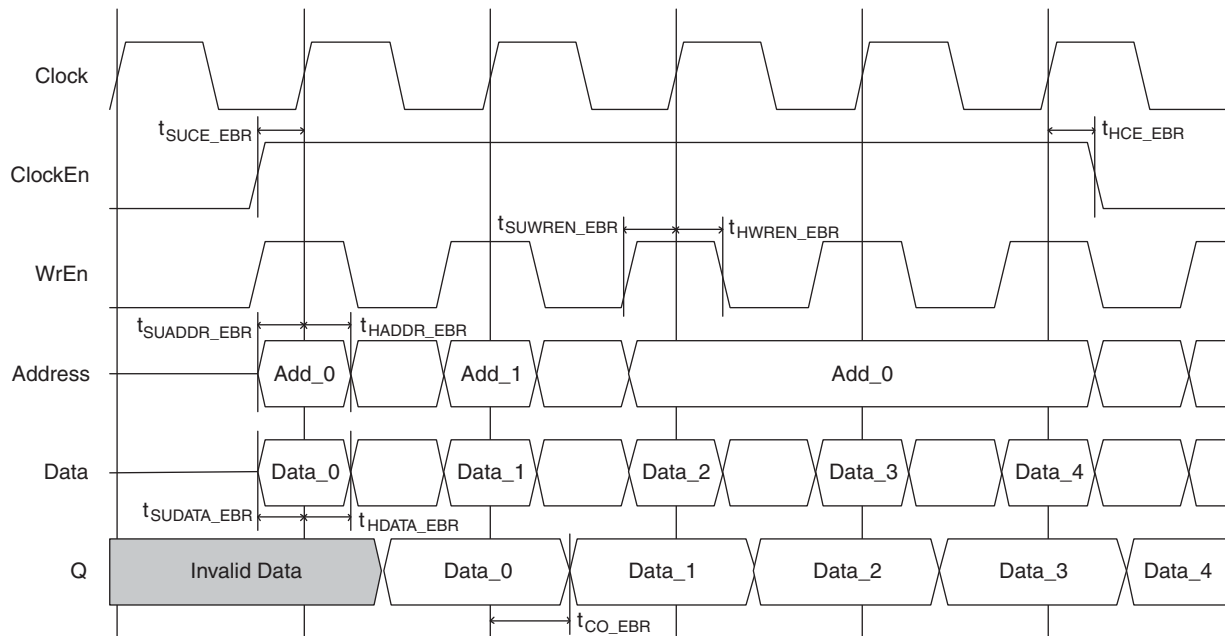 Clock
tSUCE_EBR
tHCE_EBR
ClockEn
tSUWREN_EBR
tHWREN_EBR
WrEn
tSUADDR_EBR
tHADDR_EBR
Address
Add_0
Add_1
Add_0
Data
Data_0
Data_1
Data_2
Data_3
Data_4
tSUDATA_EBR
tHDATA_EBR
Q
Invalid Data
Data_0
Data_1
Data_2
Data_3
Data_4
tCO_EBR